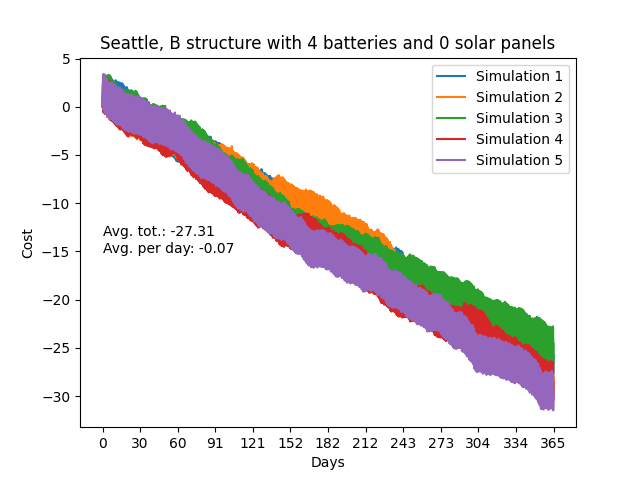 Seattle, B structure with 4 batteries and 0 solar panels
5
0
−5
−10
−15
−20
−25
−30
Cost
Simulation 1
Simulation 2
Simulation 3
Simulation 4
Simulation 5
Avg. tot.: -27.31
Avg. per day: -0.07
0 30 60 91 121 152 182 212 243 273 304 334 365
Days